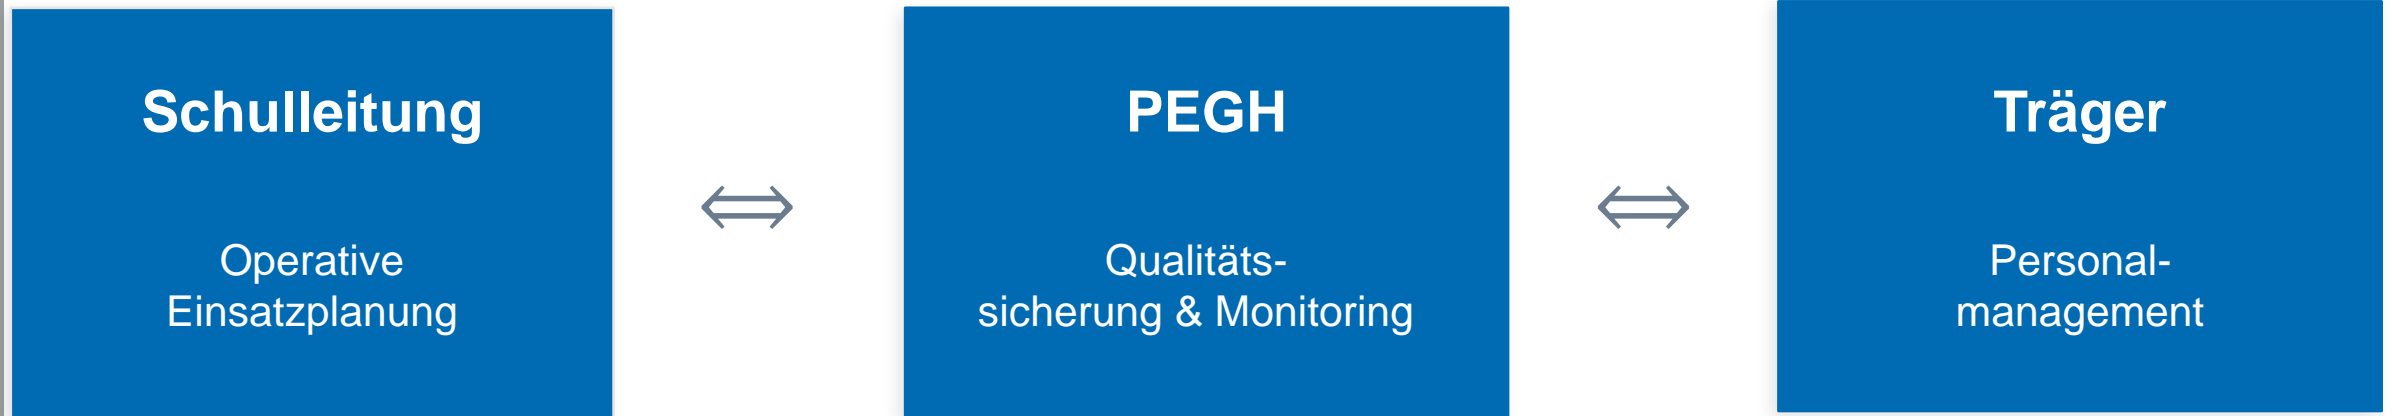 Schulleitung
Operative
Einsatzplanung
⟺
PEGH
Qualitäts-
sicherung & Monitoring
⟺
Träger
Personal-
management